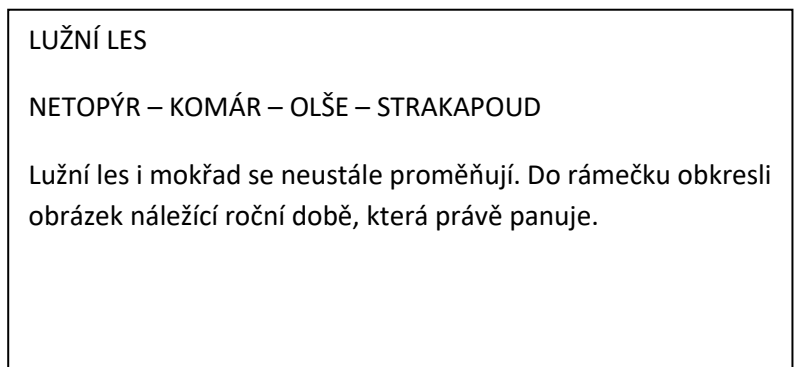 LUŽNÍ LES
NETOPÝR – KOMÁR – OLŠE – STRAKAPOUD
Lužní les i mokřad se neustále proměňují. Do rámečku obkresli
obrázek náležící roční době, která právě panuje.